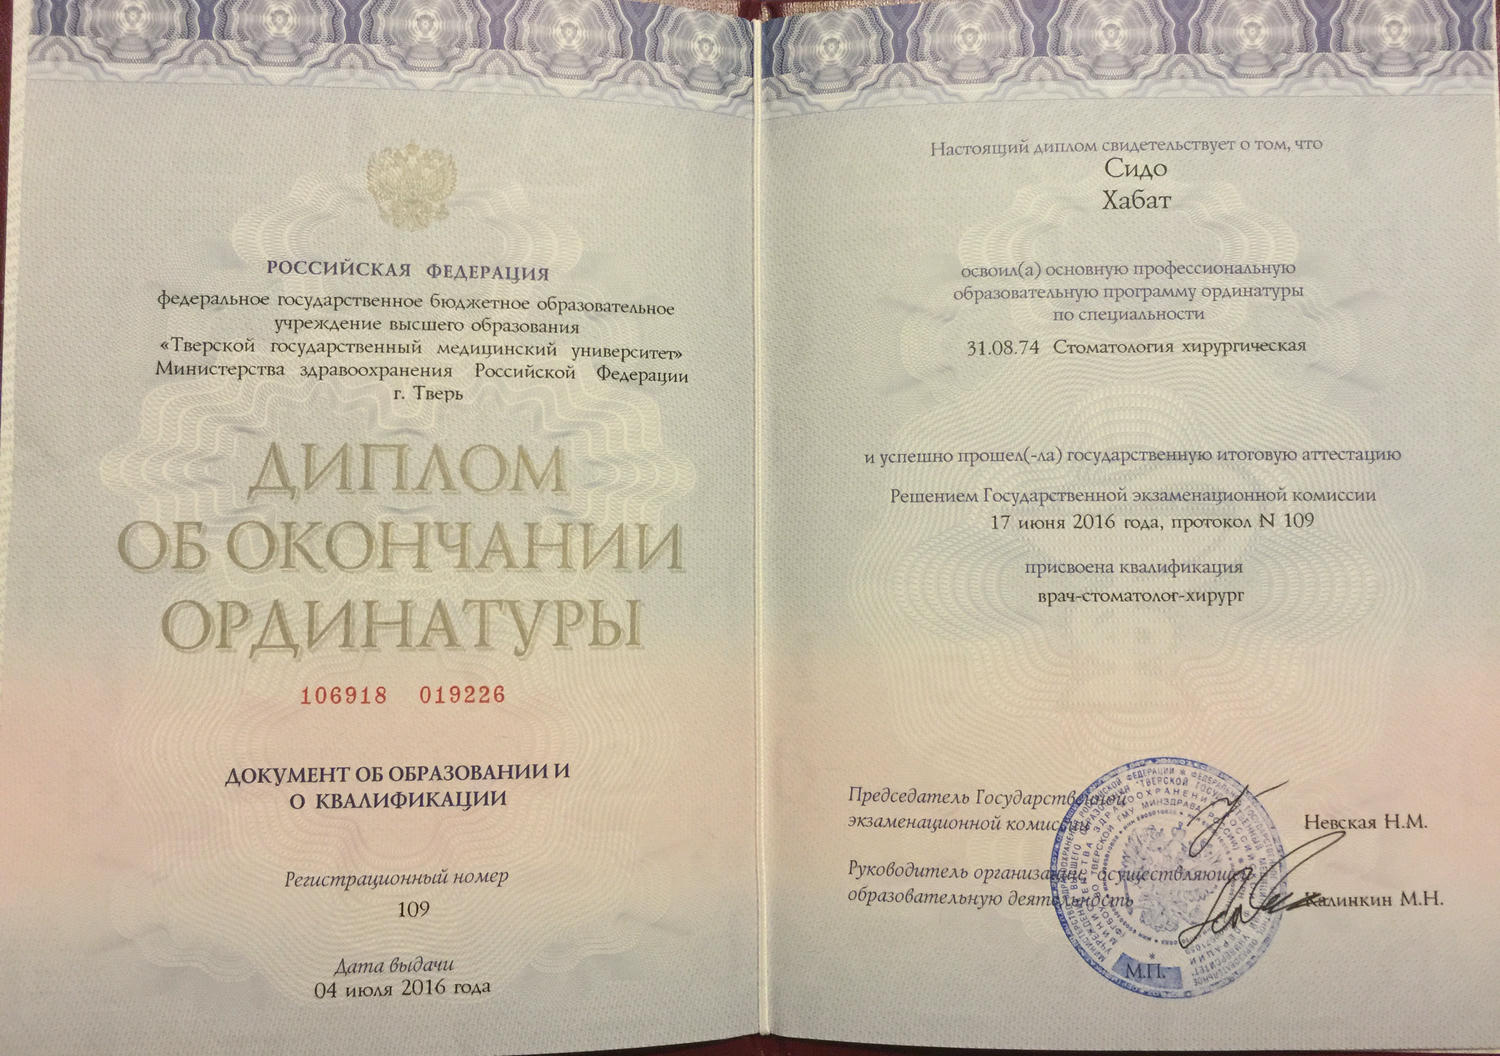 РОССИЙСКАЯ ФЕДЕРАЦИЯ
федеральное государственное бюджетное образовательное
учреждение высшего образования
«Тверской государственный медицинский университет»
Министерства здравоохранения Российской Федерации
г. Тверь
ДИПЛОМ
ОБ ОКОНЧАНИИ
ОРДИНАТУРЫ
106918 019226
ДОКУМЕНТ ОБ ОБРАЗОВАНИИ И
О КВАЛИФИКАЦИИ
Регистрационный номер
109
Дата выдачи
04 июля 2016 года
Настоящий диплом свидетельствует о том, что
Сидо
Хабат
освоил(а) основную профессиональную
образовательную программу ординатуры
по специальности
31.08.74 Стоматология хирургическая
и успешно прошел(-ла) государственную итоговую аттестацию
Решением Государственной экзаменационной комиссии
17 июня 2016 года, протокол N 109
присвоена квалификация
врач-стоматолог-хирург
Председатель Государственной
экзаменационной комиссии
Невская Н.М.
Руководитель организации, осуществляющей
образовательную деятельность
Калинкин М.Н.
М.П.